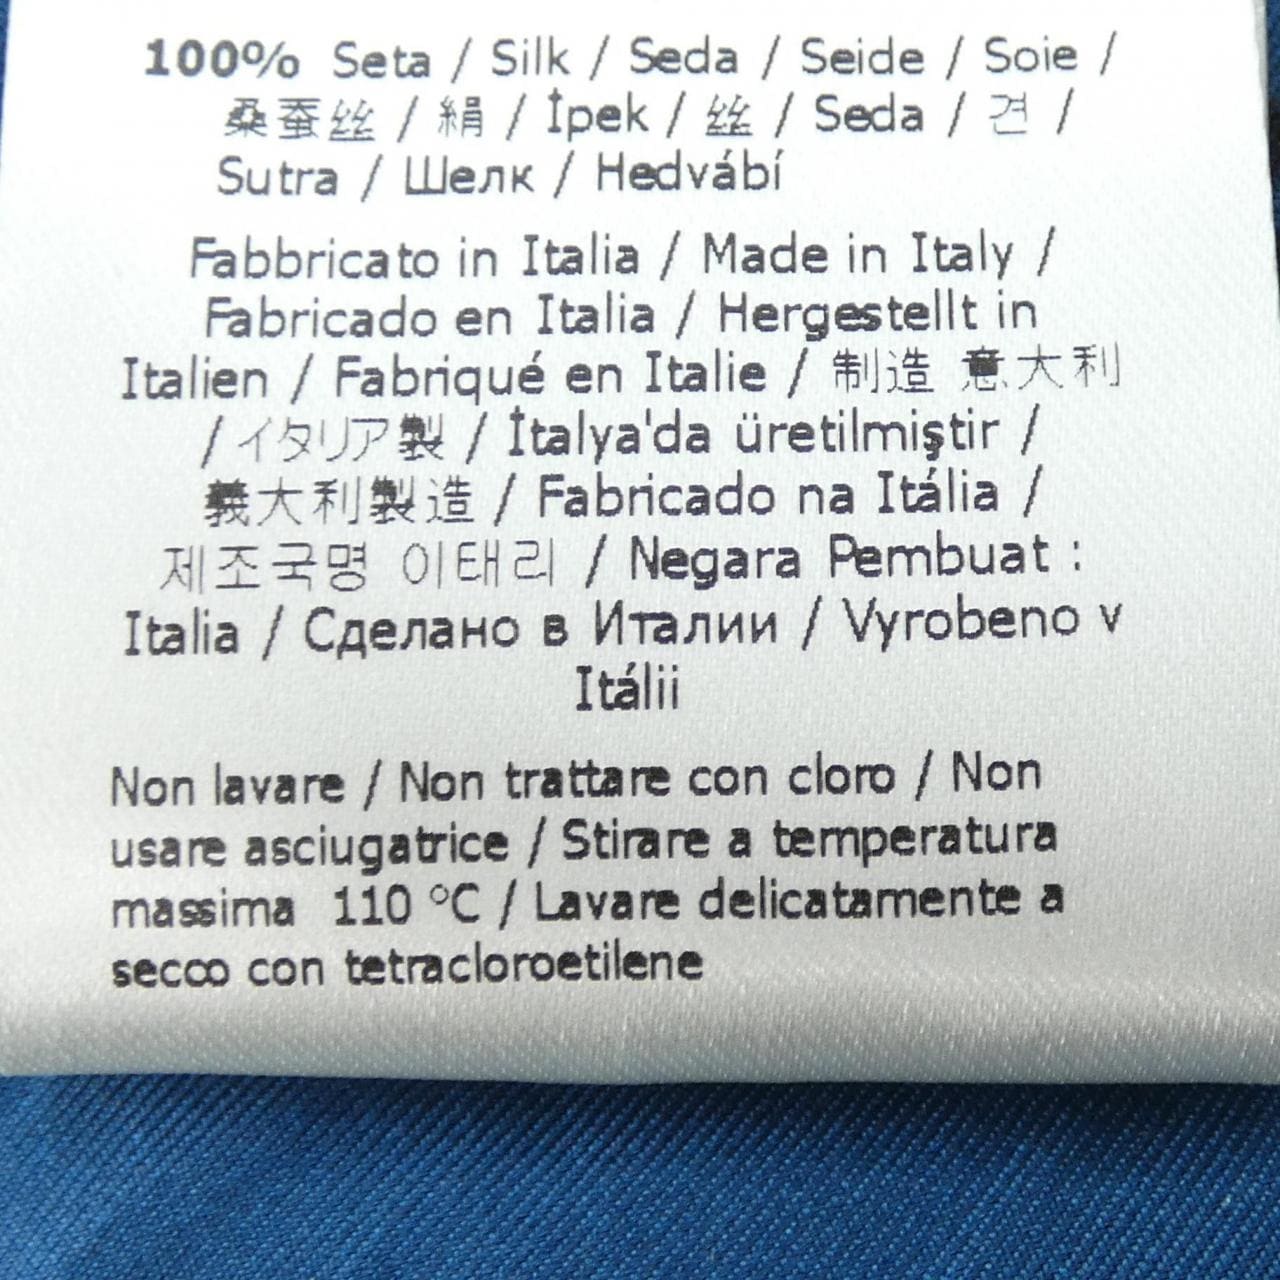 100% Seta / Silk / Seda / Seide / Soie /
桑蚕丝 / 絹 / İpek / 丝 / Seda / 견 /
Sutra / Шелк / Hedvábí
Fabbricato in Italia / Made in Italy /
Fabricado en Italia / Hergestellt in
Italien / Fabriqué en Italie / 制造 意大利
/ イタリア製 / İtalya'da üretilmiştir /
義大利製造 / Fabricado na Itália /
제조국명 이태리 / Negara Pembuat :
Italia / Сделано в Италии / Vyrobeno v
Itálii
Non lavare / Non trattare con cloro / Non
usare asciugatrice / Stirare a temperatura
massima 110 °C / Lavare delicatamente a
secco con tetracloroetilene